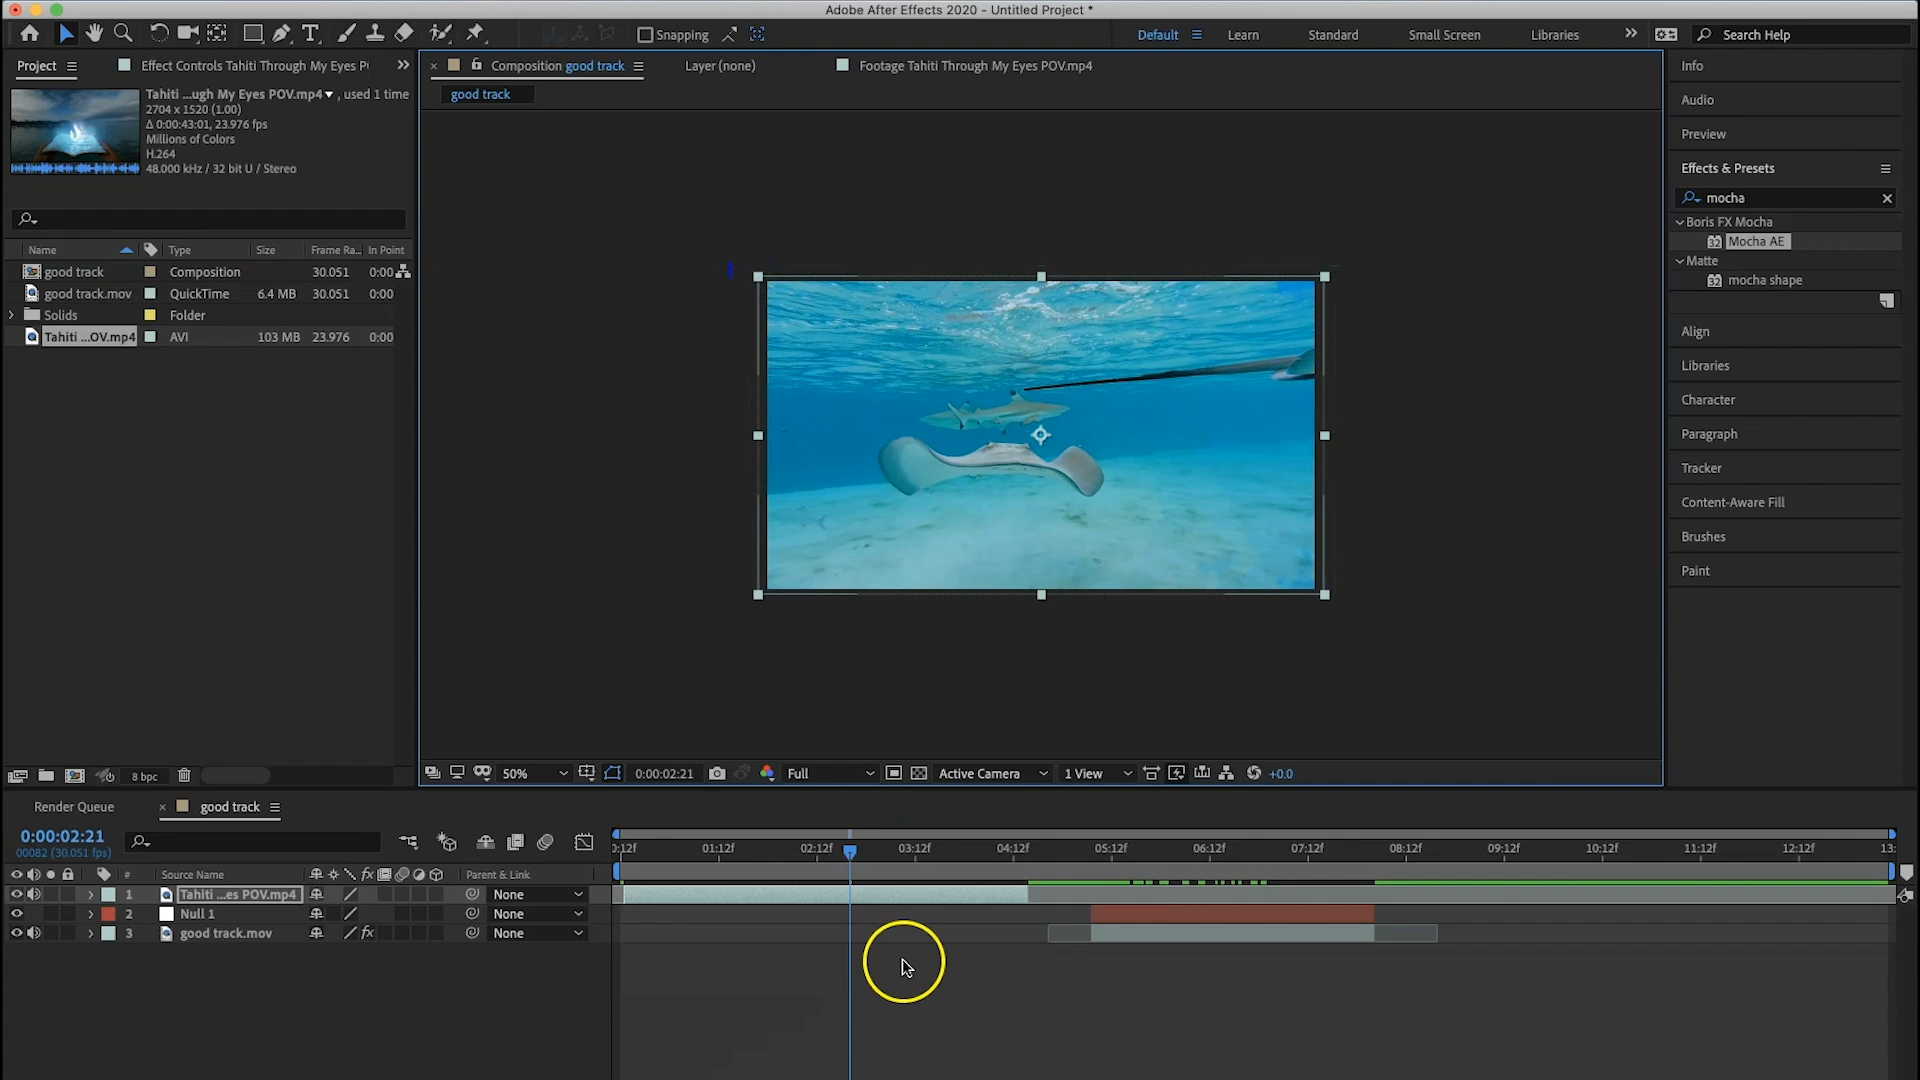 Adobe After Effects 2020 - Untitled Project *
Snapping
Default
Learn
Standard
Small Screen
Libraries
Search Help
Project
Effect Controls Tahiti Through My Eyes P
Composition good track
Layer (none)
Footage Tahiti Through My Eyes POV.mp4
good track
Tahiti ...ugh My Eyes POV.mp4 , used 1 time
2704 x 1520 (1.00)
Δ 0:00:43:01, 23.976 fps
Millions of Colors
H.264
48.000 kHz / 32 bit U / Stereo
Name Type Size Frame Ra... In Point
good track Composition 30.051 0:00
good track.mov QuickTime 6.4 MB 30.051 0:00
Solids Folder
Tahiti ...OV.mp4 AVI 103 MB 23.976 0:00
Info
Audio
Preview
Effects & Presets
mocha
Boris FX Mocha
32 Mocha AE
Matte
32 mocha shape
Align
Libraries
Character
Paragraph
Tracker
Content-Aware Fill
Brushes
Paint
8 bpc
50%
0:00:02:21
Full
Active Camera
1 View
+0.0
Render Queue
good track
0:00:02:21
00082 (30.051 fps)
0:12f 01:12f 02:12f 03:12f 04:12f 05:12f 06:12f 07:12f 08:12f 09:12f 10:12f 11:12f 12:12f 13:
# Source Name fx Parent & Link
1 Tahiti ...es POV.mp4 None
2 Null 1 None
3 good track.mov fx None